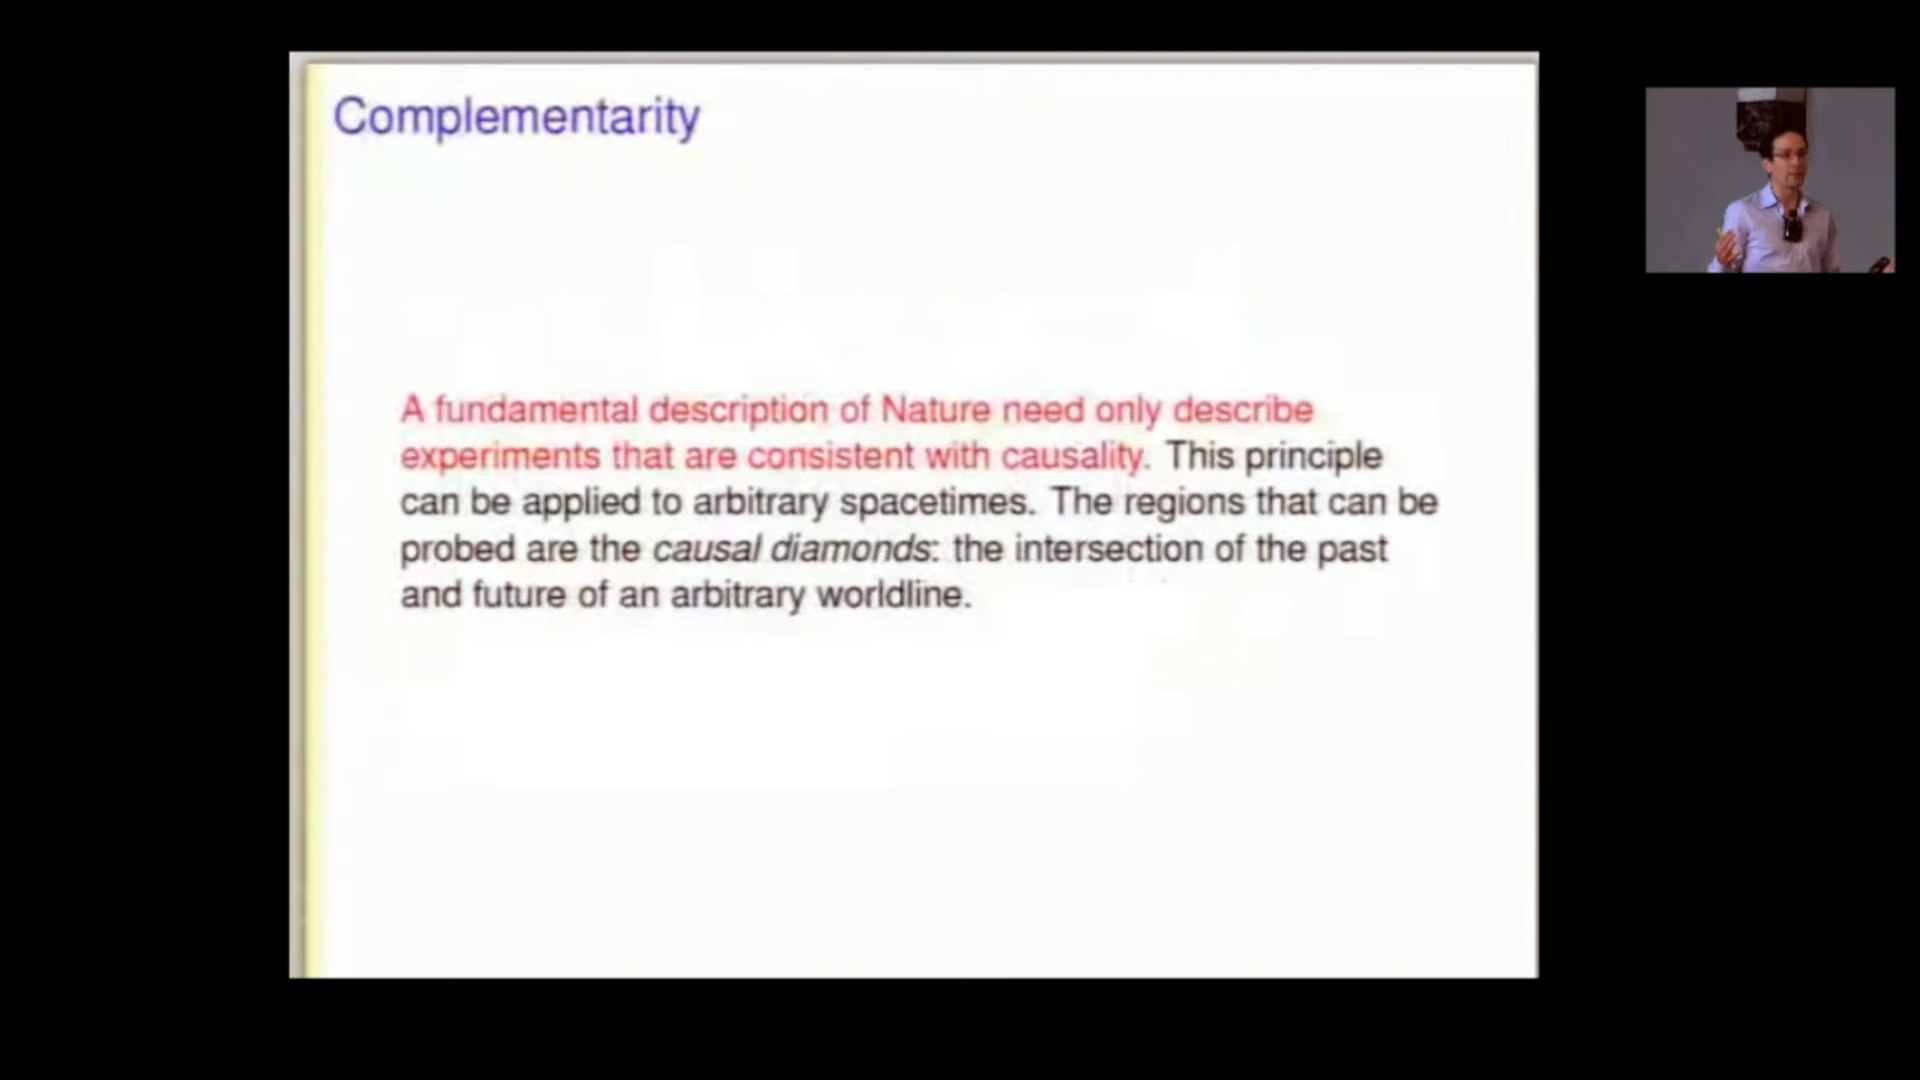 Complementarity
A fundamental description of Nature need only describe
experiments that are consistent with causality. This principle
can be applied to arbitrary spacetimes. The regions that can be
probed are the causal diamonds: the intersection of the past
and future of an arbitrary worldline.